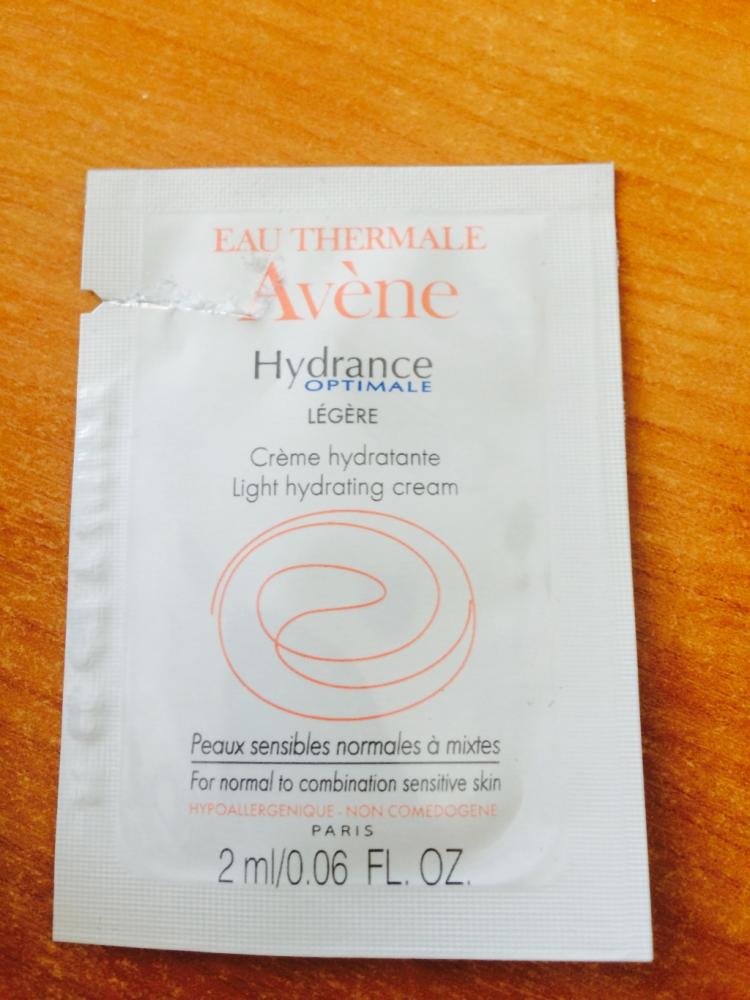 EAU THERMALE
Avène
Hydrance
OPTIMALE
LÉGÈRE
Crème hydratante
Light hydrating cream
Peaux sensibles normales à mixtes
For normal to combination sensitive skin
HYPOALLERGENIQUE - NON COMEDOGENE
PARIS
2 ml/0.06 FL. OZ.